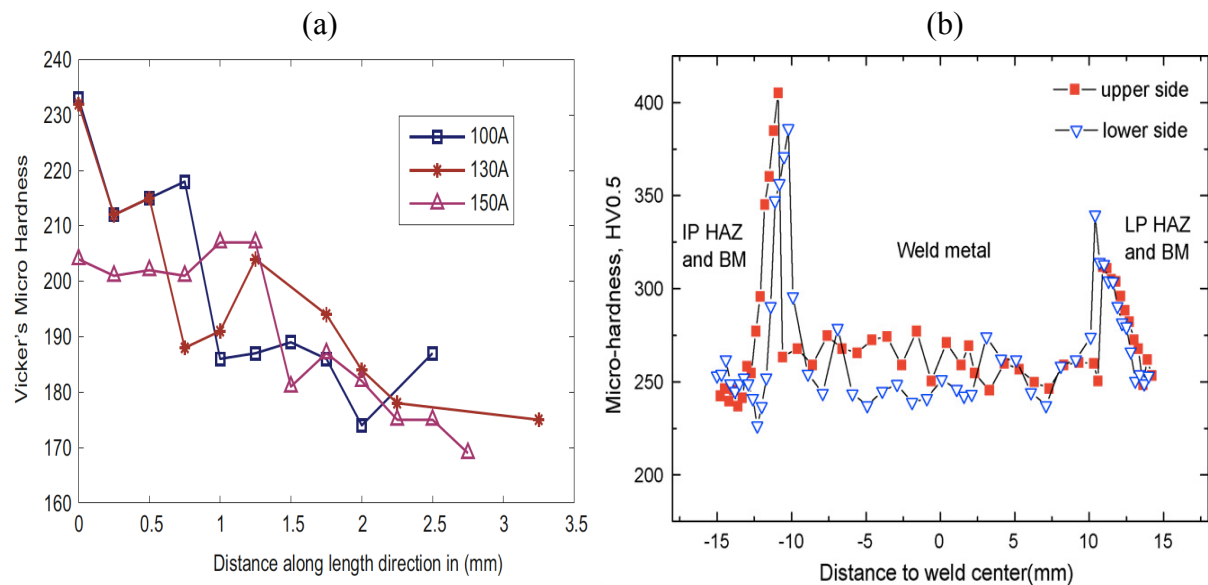 (a)
240
230
220
210
200
190
180
170
160
Vicker's Micro Hardness
100A
130A
150A
0
0.5
1
1.5
2
2.5
3
3.5
Distance along length direction in (mm)
(b)
400
350
300
250
200
Micro-hardness, HV0.5
upper side
lower side
IP HAZ
and BM
Weld metal
LP HAZ
and BM
-15
-10
-5
0
5
10
15
Distance to weld center(mm)